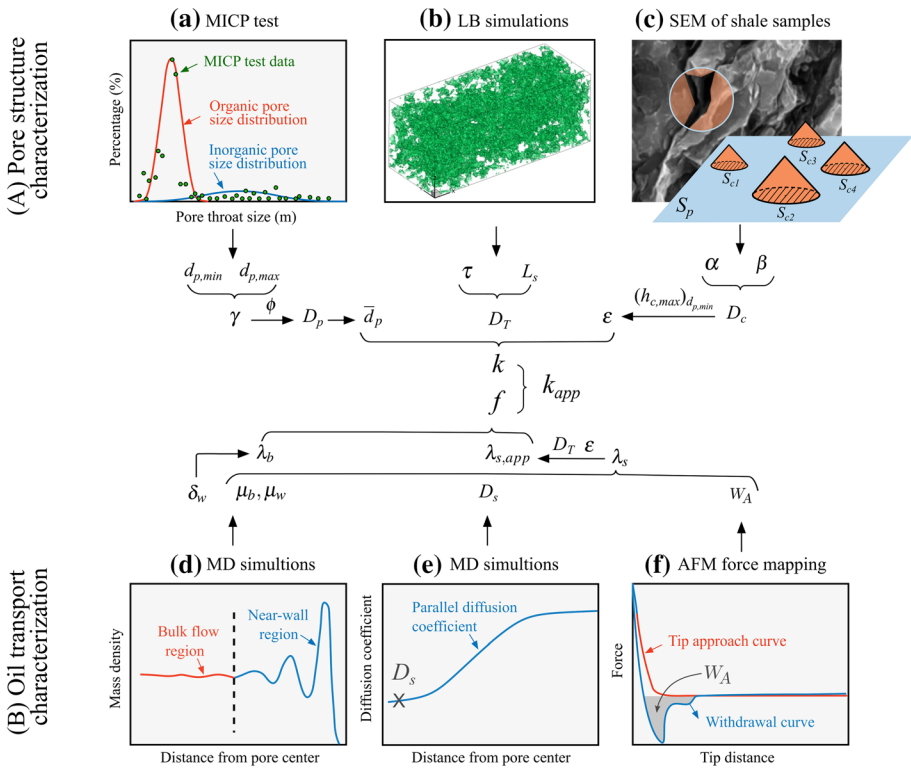 (A) Pore structure
characterization
(a) MICP test
Percentage (%)
MICP test data
Organic pore
size distribution
Inorganic pore
size distribution
Pore throat size (m)
(b) LB simulations
(c) SEM of shale samples
S_c1
S_c3
S_c4
S_c2
S_p
d_p,min d_p,max
τ L_s
α β
γ ϕ D_p d̅_p
D_T
ε (h_c,max)_{d_p,min} D_c
k
f
k_app
λ_b λ_s,app D_T ε λ_s
δ_w μ_b, μ_w D_s W_A
(B) Oil transport
characterization
(d) MD simultions
Mass density
Bulk flow
region
Near-wall
region
Distance from pore center
(e) MD simultions
Diffusion coefficient
Parallel diffusion
coefficient
D_s
Distance from pore center
(f) AFM force mapping
Force
Tip approach curve
W_A
Withdrawal curve
Tip distance